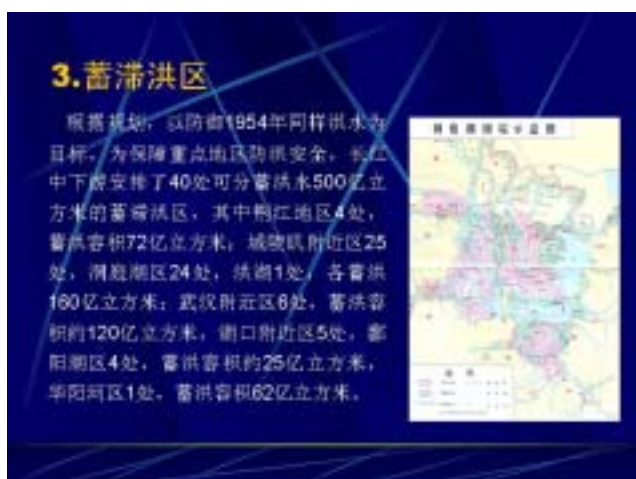 3.蓄滞洪区
根据规划，以防御1954年同样洪水为
目标，为保障重点地区防洪安全，长江
中下游安排了40处可分蓄洪水500亿立
方米的蓄滞洪区，其中荆江地区4处，
蓄洪容积72亿立方米；城陵矶附近区25
处，洞庭湖区24处，洪湖1处，各蓄洪
160亿立方米；武汉附近区6处，蓄洪容
积约120亿立方米，湖口附近区5处，鄱
阳湖区4处，蓄洪容积约25亿立方米，
华阳河区1处，蓄洪容积62亿立方米。